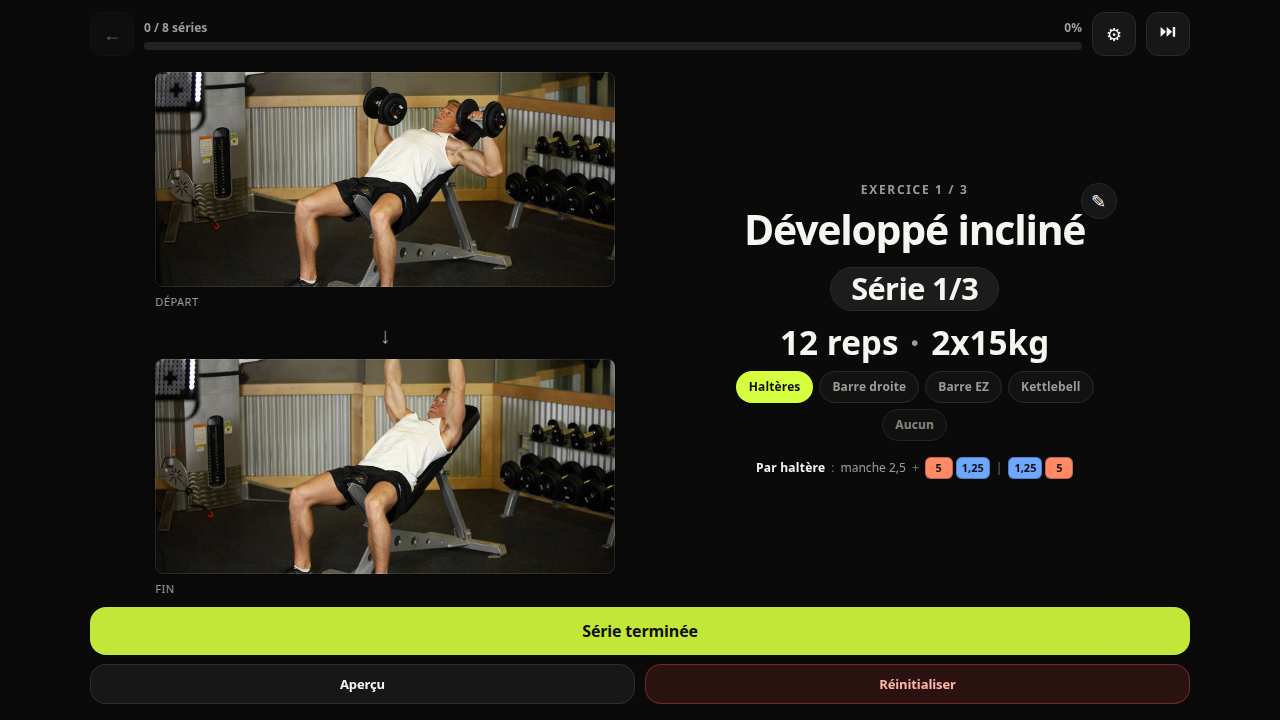 ←
0 / 8 séries
0%
DÉPART
↓
FIN
EXERCICE 1 / 3
Développé incliné
Série 1/3
12 reps · 2x15kg
Haltères Barre droite Barre EZ Kettlebell
Aucun
Par haltère : manche 2,5 + 5 1,25 | 1,25 5
Série terminée
Aperçu Réinitialiser